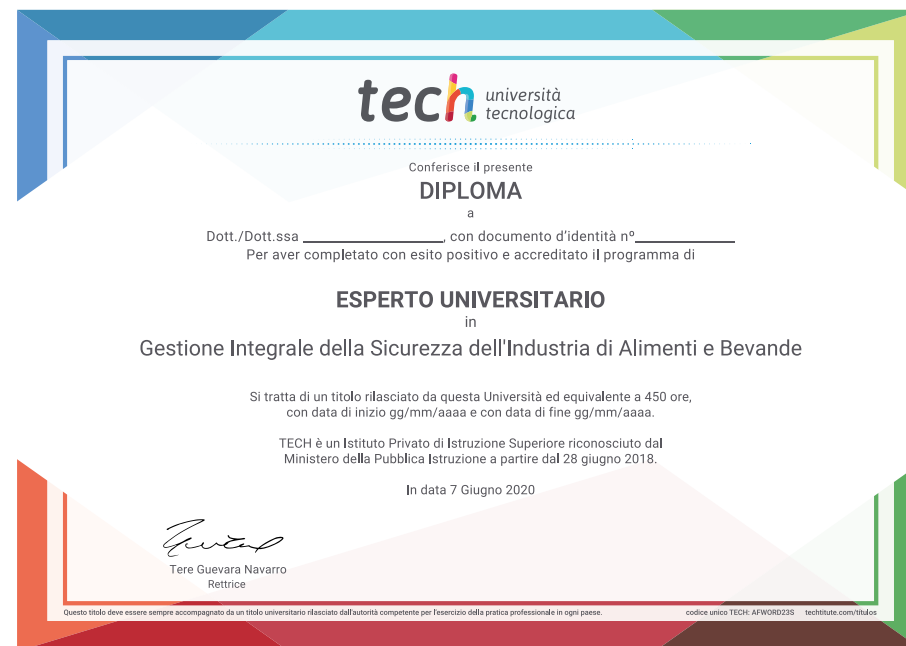 tech università
tecnologica
Conferisce il presente
DIPLOMA
a
Dott./Dott.ssa ____________________, con documento d'identità nº______________
Per aver completato con esito positivo e accreditato il programma di
ESPERTO UNIVERSITARIO
in
Gestione Integrale della Sicurezza dell'Industria di Alimenti e Bevande
Si tratta di un titolo rilasciato da questa Università ed equivalente a 450 ore,
con data di inizio gg/mm/aaaa e con data di fine gg/mm/aaaa.
TECH è un Istituto Privato di Istruzione Superiore riconosciuto dal
Ministero della Pubblica Istruzione a partire dal 28 giugno 2018.
In data 7 Giugno 2020
Tere Guevara Navarro
Rettrice
Questo titolo deve essere sempre accompagnato da un titolo universitario rilasciato dall'autorità competente per l'esercizio della pratica professionale in ogni paese. codice unico TECH: AFWORD23S techtitute.com/titulos